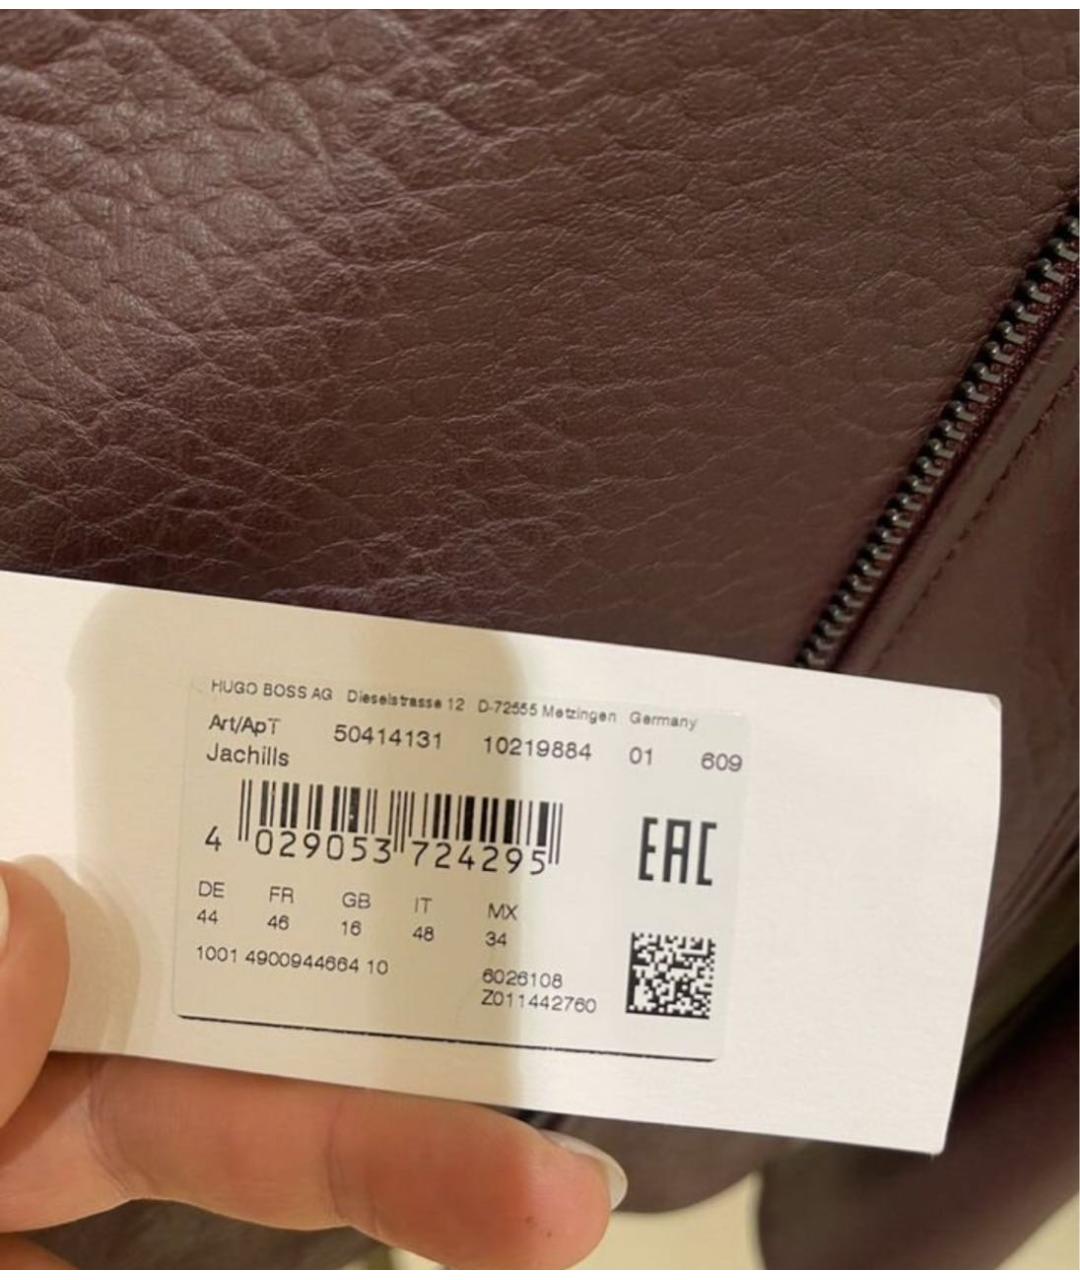 HUGO BOSS AG Dieselstrasse 12 D-72555 Metzingen Germany
Art/ApT 50414131 10219884 01 609
Jachills
4 029053 724295
EAC
DE FR GB IT MX
44 46 16 48 34
1001 4900944664 10
6026108
Z011442760